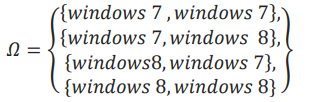 {windows 7 ,windows 7},
{windows 7, windows 8},
Ω =
{windows8, windows 7},
{windows 8, windows 8}